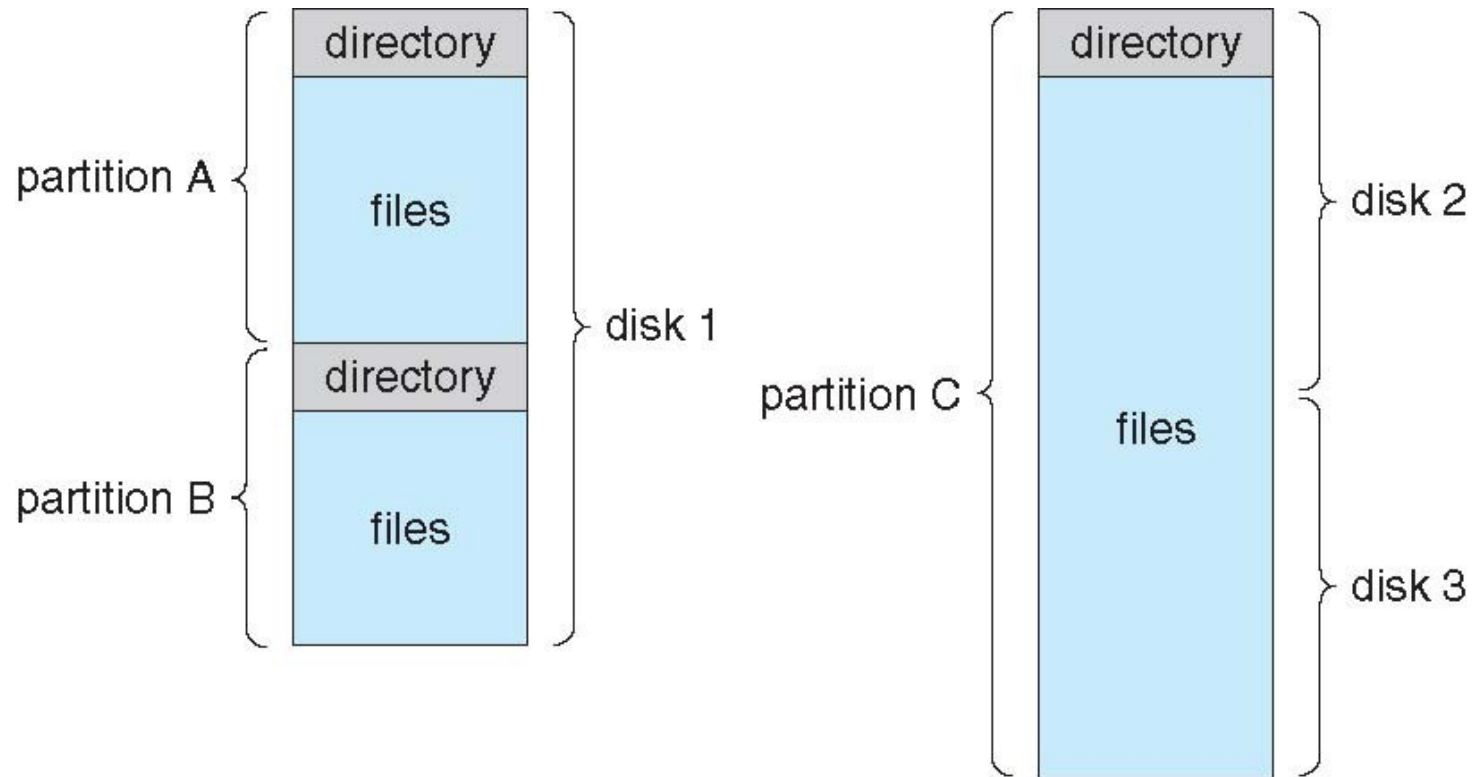 directory
partition A
files
disk 1
directory
partition B
files
directory
disk 2
partition C
files
disk 3